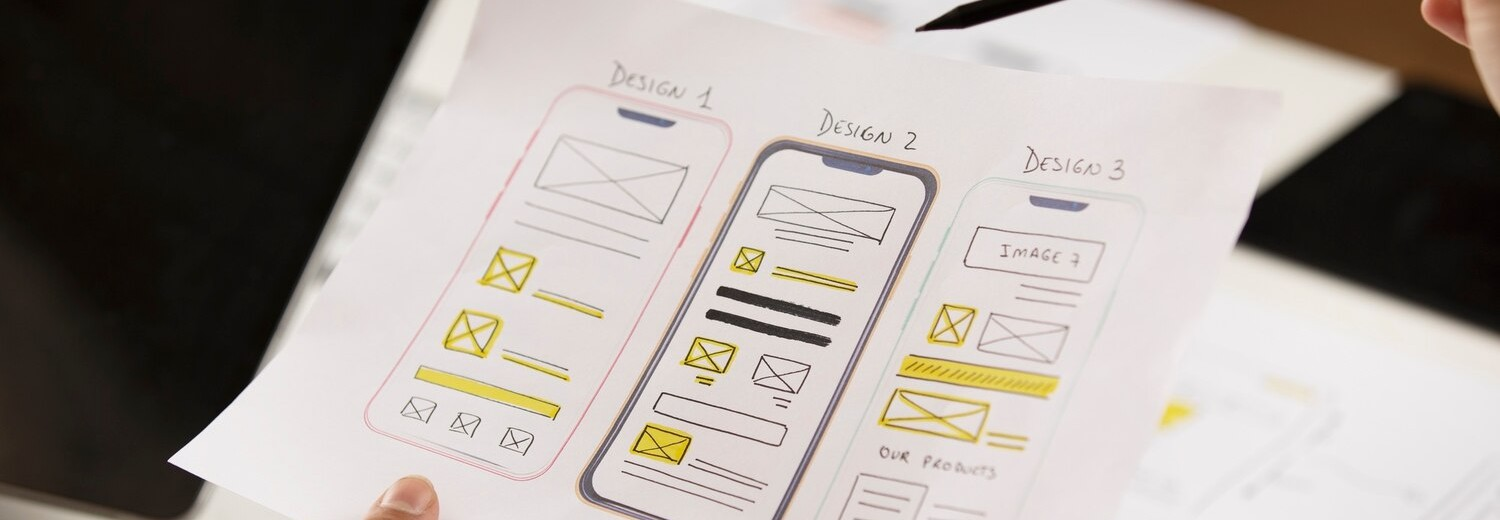 DESIGN 1
DESIGN 2
DESIGN 3
IMAGE 7
OUR PRODUCTS